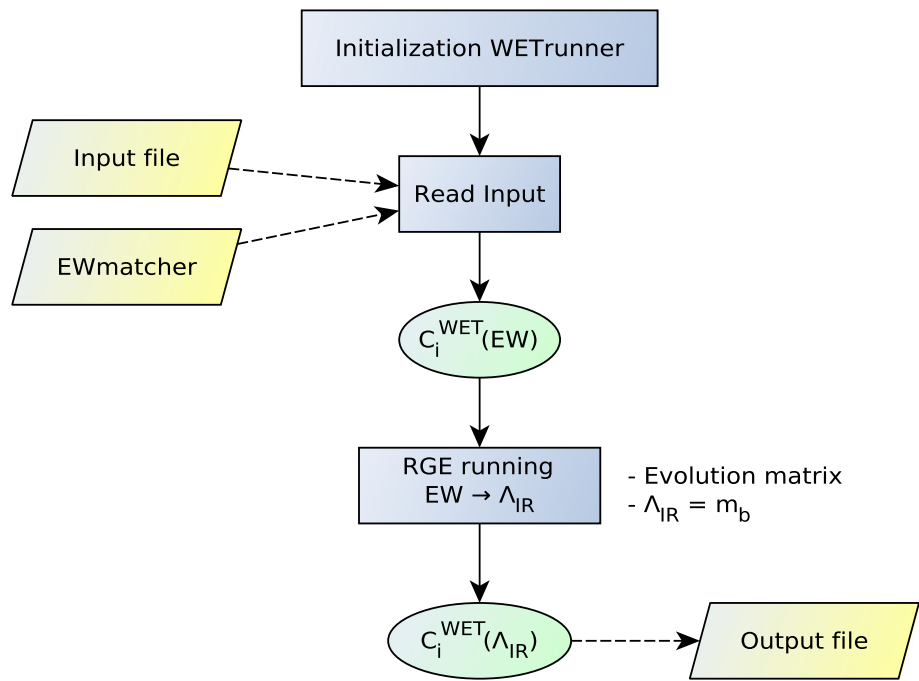 Initialization WETrunner
Input file
Read Input
EWmatcher
C_i^WET(EW)
RGE running
EW → Λ_IR
- Evolution matrix
- Λ_IR = m_b
C_i^WET(Λ_IR)
Output file